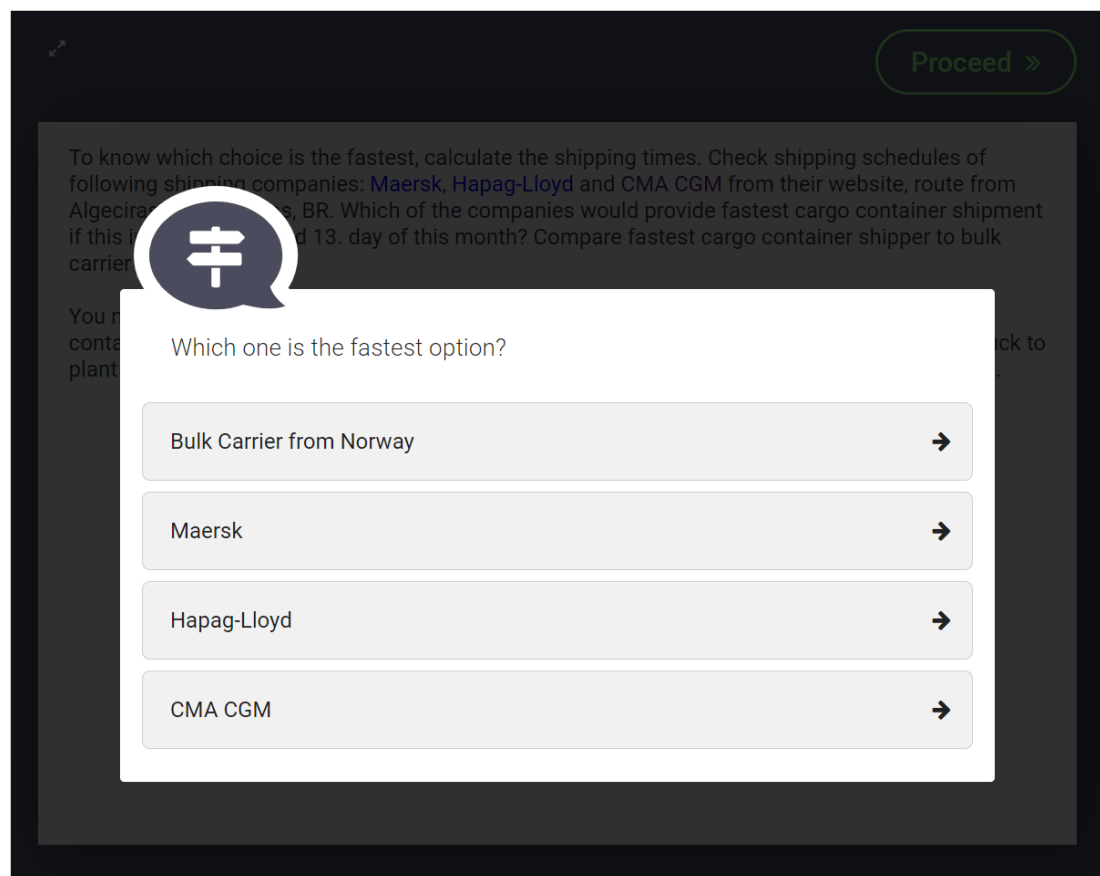 Proceed »
To know which choice is the fastest, calculate the shipping times. Check shipping schedules of
following shipping companies: Maersk, Hapag-Lloyd and CMA CGM from their website, route from
Algeciras s, BR. Which of the companies would provide fastest cargo container shipment
if this i d 13. day of this month? Compare fastest cargo container shipper to bulk
carrier
You
plant
Which one is the fastest option?
Bulk Carrier from Norway
Maersk
Hapag-Lloyd
CMA CGM